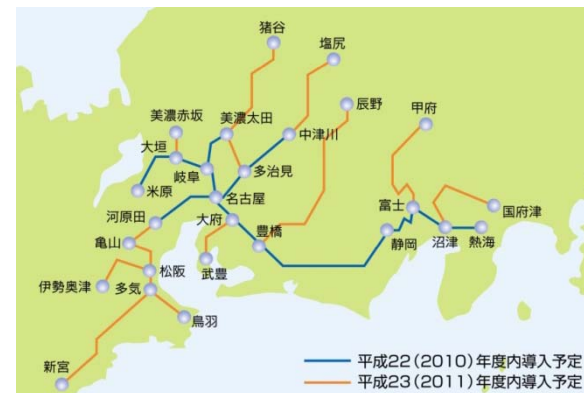 猪谷
塩尻
辰野
甲府
美濃赤坂
美濃太田
中津川
大垣
岐阜
多治見
米原
名古屋
富士
国府津
河原田
大府
豊橋
静岡
沼津
熱海
亀山
武豊
松阪
伊勢奥津
多気
鳥羽
新宮
平成22(2010)年度内導入予定
平成23(2011)年度内導入予定